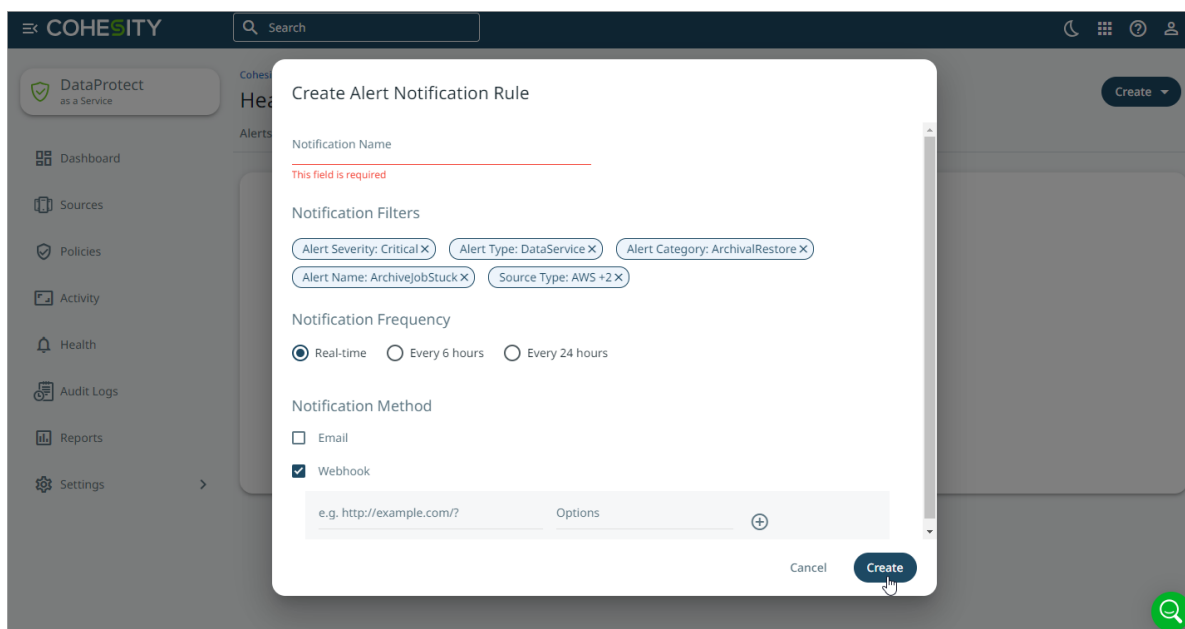 COHESITY
Search
DataProtect
as a Service
Cohesi
Hea
Create
Alerts
Dashboard
Sources
Policies
Activity
Health
Audit Logs
Reports
Settings
Create Alert Notification Rule
Notification Name
This field is required
Notification Filters
Alert Severity: Critical Alert Type: DataService Alert Category: ArchivalRestore
Alert Name: ArchiveJobStuck Source Type: AWS +2
Notification Frequency
Real-time Every 6 hours Every 24 hours
Notification Method
Email
Webhook
e.g. http://example.com/? Options
Cancel Create